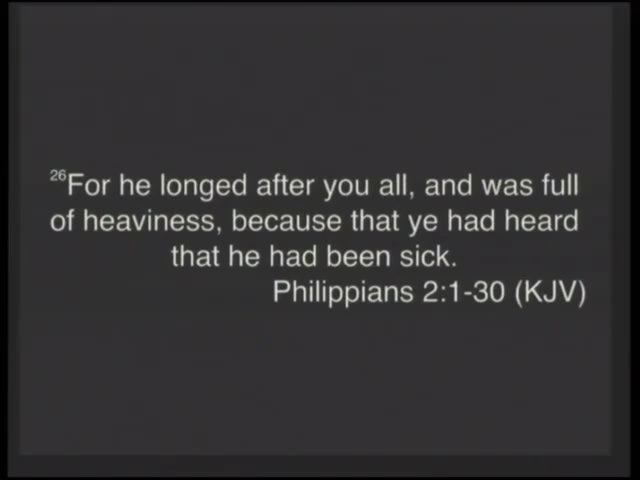 26For he longed after you all, and was full
of heaviness, because that ye had heard
that he had been sick.
Philippians 2:1-30 (KJV)